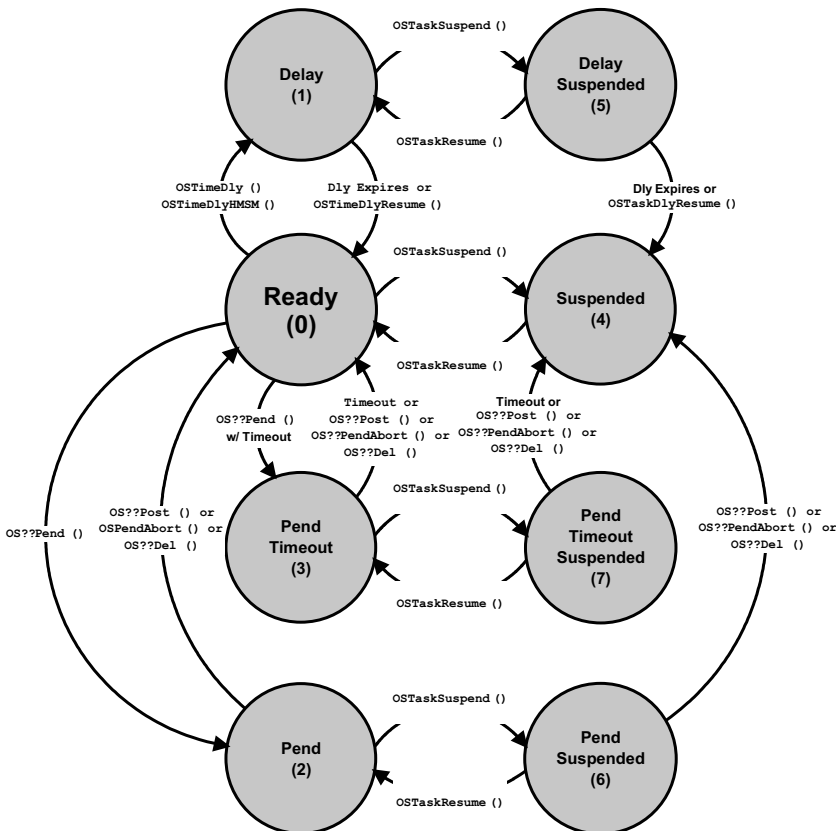 OSTaskSuspend ()
Delay
(1)
Delay
Suspended
(5)
OSTaskResume ()
OSTimeDly ()
OSTimeDlyHMSM ()
Dly Expires or
OSTimeDlyResume ()
Dly Expires or
OSTaskDlyResume ()
OSTaskSuspend ()
Ready
(0)
Suspended
(4)
OSTaskResume ()
OS??Pend ()
w/ Timeout
Timeout or
OS??Post () or
OS??PendAbort () or
OS??Del ()
Timeout or
OS??Post () or
OS??PendAbort () or
OS??Del ()
OSTaskSuspend ()
OS??Pend ()
OS??Post () or
OSPendAbort () or
OS??Del ()
Pend
Timeout
(3)
Pend
Timeout
Suspended
(7)
OS??Post () or
OS??PendAbort () or
OS??Del ()
OSTaskResume ()
OSTaskSuspend ()
Pend
(2)
Pend
Suspended
(6)
OSTaskResume ()